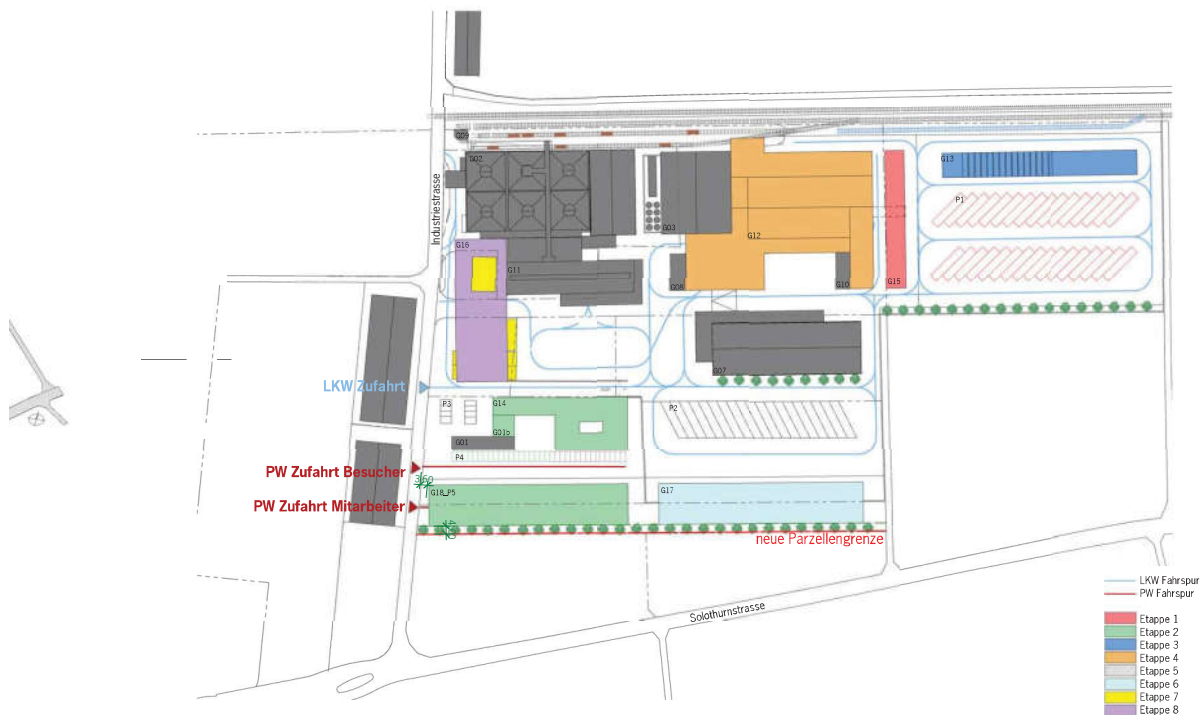 G02
G13
Industriestrasse
P1
G03
G12
G16
G11
G08
G10
G15
G07
LKW Zufahrt
P3
G14
P2
G01b
G01
P4
PW Zufahrt Besucher
3,50
G18_P5
G17
PW Zufahrt Mitarbeiter
neue Parzellengrenze
LKW Fahrspur
PW Fahrspur
Solothurnstrasse
Etappe 1
Etappe 2
Etappe 3
Etappe 4
Etappe 5
Etappe 6
Etappe 7
Etappe 8